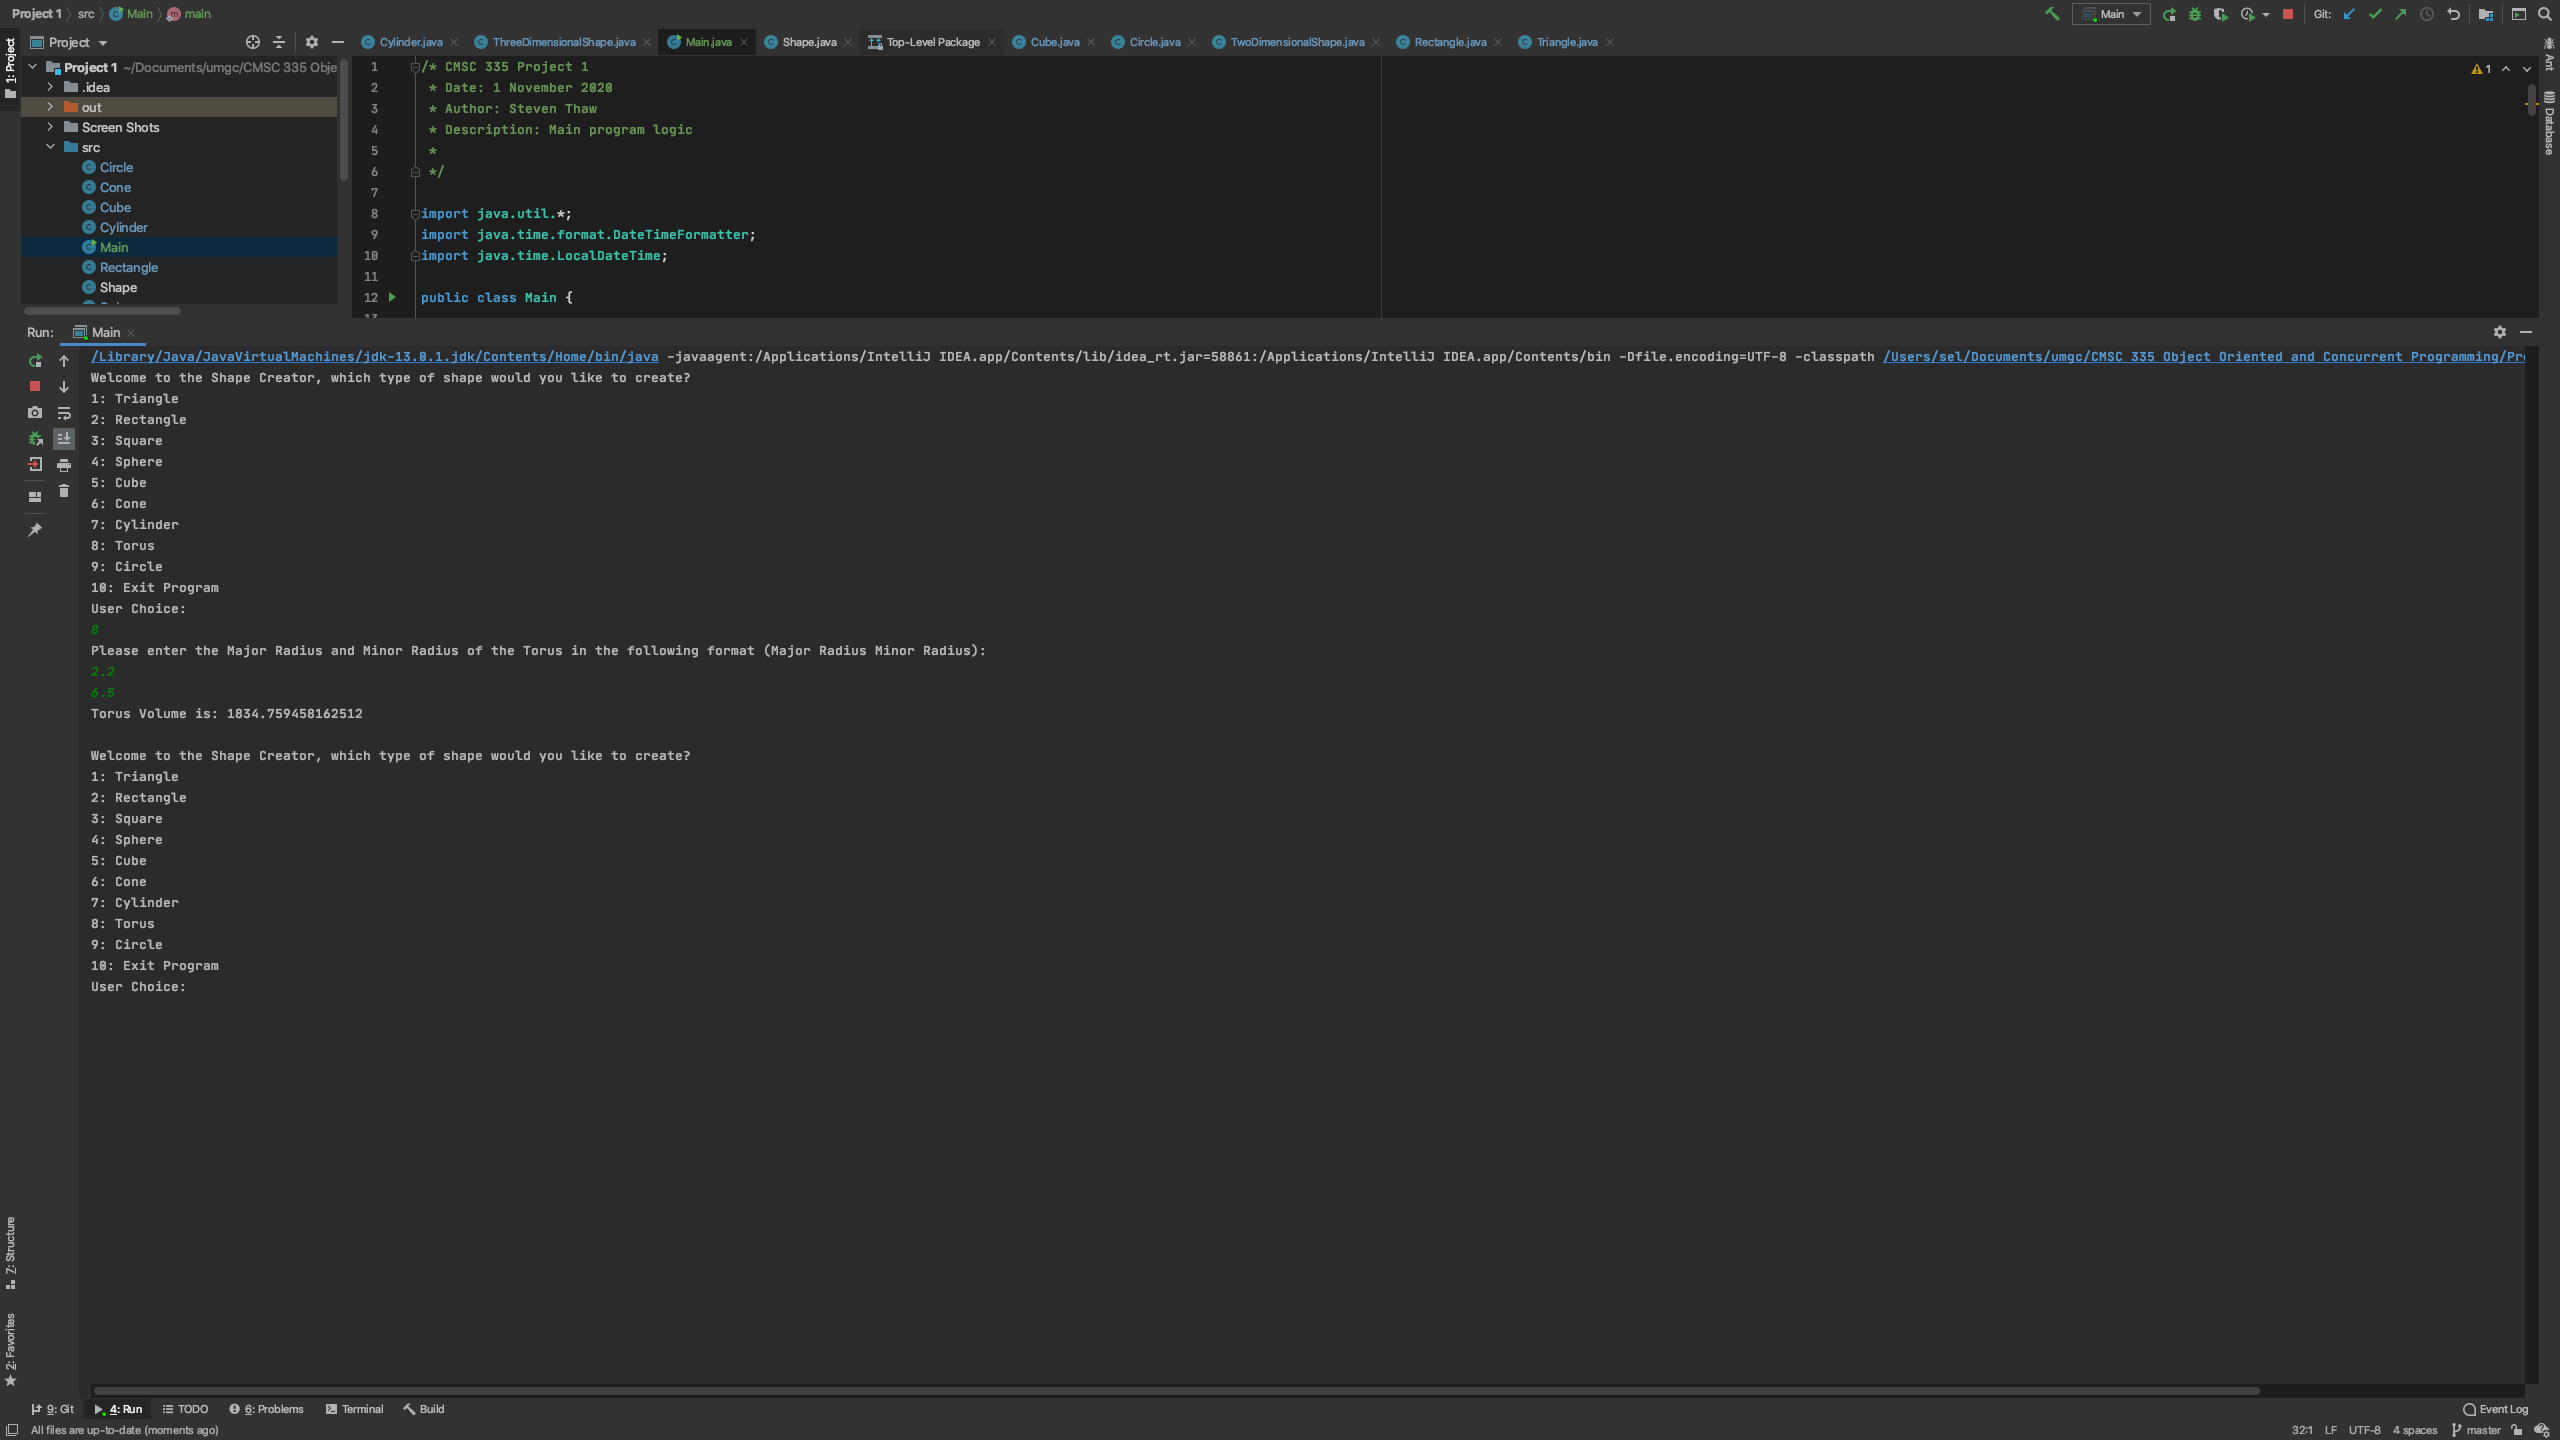 Project 1 src Main main
Main
Git:
Project
Cylinder.java ThreeDimensionalShape.java Main.java Shape.java Top-Level Package Cube.java Circle.java TwoDimensionalShape.java Rectangle.java Triangle.java
1: Project
Project 1 ~/Documents/umgc/CMSC 335 Obje
.idea
out
Screen Shots
src
Circle
Cone
Cube
Cylinder
Main
Rectangle
Shape
1 /* CMSC 335 Project 1
2 * Date: 1 November 2020
3 * Author: Steven Thaw
4 * Description: Main program logic
5 *
6 */
7
8 import java.util.*;
9 import java.time.format.DateTimeFormatter;
10 import java.time.LocalDateTime;
11
12 public class Main {
13
1
Ant
Database
Run: Main
/Library/Java/JavaVirtualMachines/jdk-13.0.1.jdk/Contents/Home/bin/java -javaagent:/Applications/IntelliJ IDEA.app/Contents/lib/idea_rt.jar=58861:/Applications/IntelliJ IDEA.app/Contents/bin -Dfile.encoding=UTF-8 -classpath /Users/sel/Documents/umgc/CMSC 335 Object Oriented and Concurrent Programming/Pr
Welcome to the Shape Creator, which type of shape would you like to create?
1: Triangle
2: Rectangle
3: Square
4: Sphere
5: Cube
6: Cone
7: Cylinder
8: Torus
9: Circle
10: Exit Program
User Choice:
8
Please enter the Major Radius and Minor Radius of the Torus in the following format (Major Radius Minor Radius):
2.2
6.5
Torus Volume is: 1834.759458162512
Welcome to the Shape Creator, which type of shape would you like to create?
1: Triangle
2: Rectangle
3: Square
4: Sphere
5: Cube
6: Cone
7: Cylinder
8: Torus
9: Circle
10: Exit Program
User Choice:
7: Structure
2: Favorites
9: Git 4: Run TODO 6: Problems Terminal Build
Event Log
All files are up-to-date (moments ago)
32:1 LF UTF-8 4 spaces master